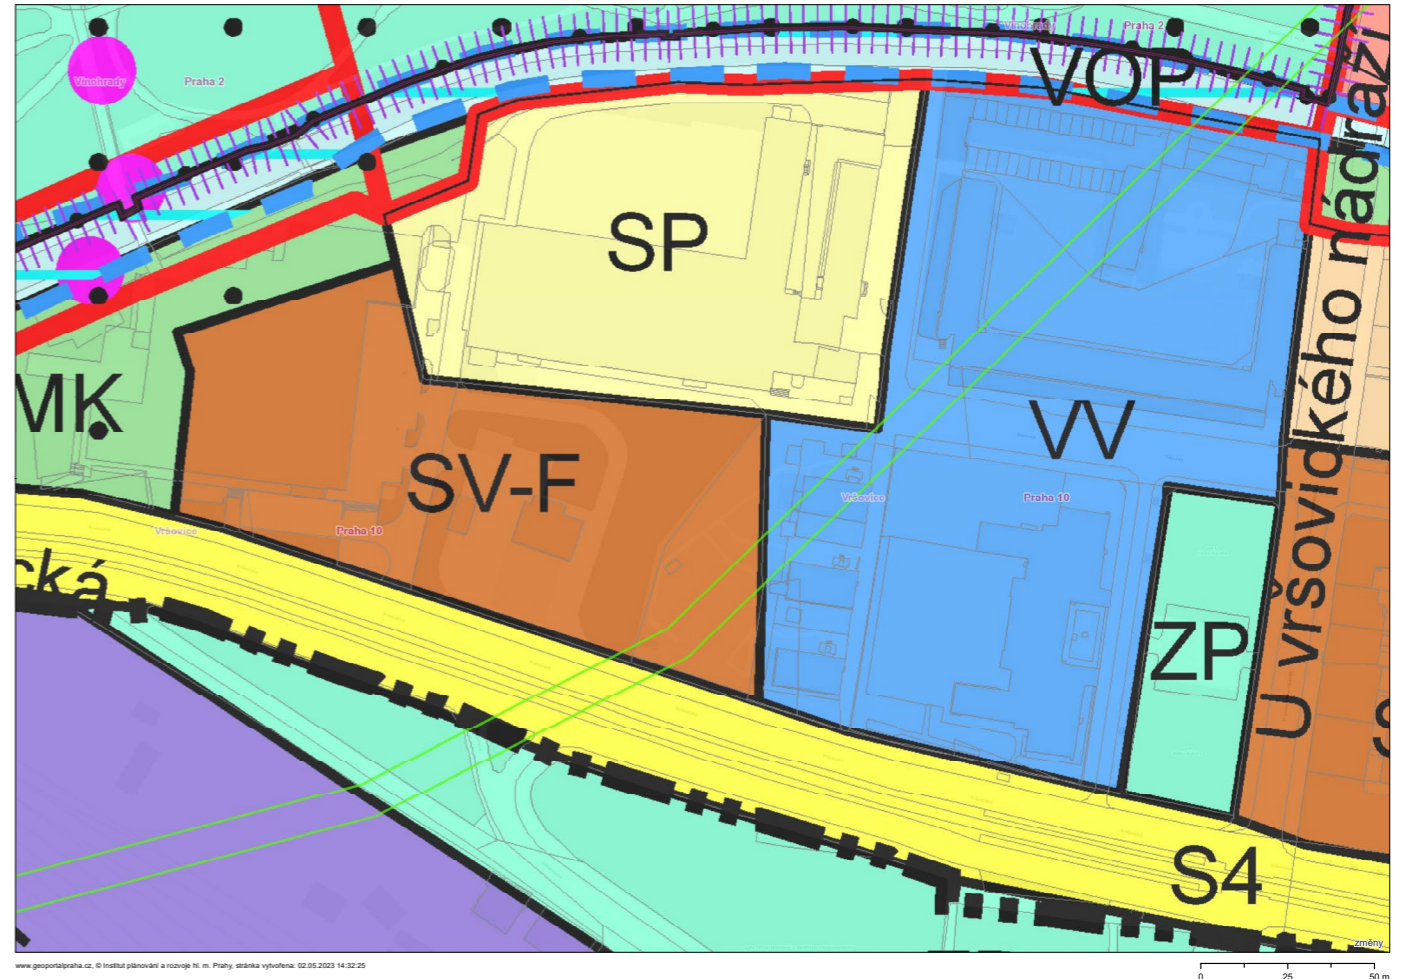 Vinohrady
Praha 2
VOP
Vinohrady
Praha 2
SP
MK
SV-F
VV
Vršovice
Praha 10
Vršovice
Praha 10
U vršovického nádraží
ZP
cká
S
S4
změny
www.geoportalpraha.cz, © Institut plánování a rozvoje hl. m. Prahy, stránka vytvořena: 02.05.2023 14:32:25
0 25 50 m